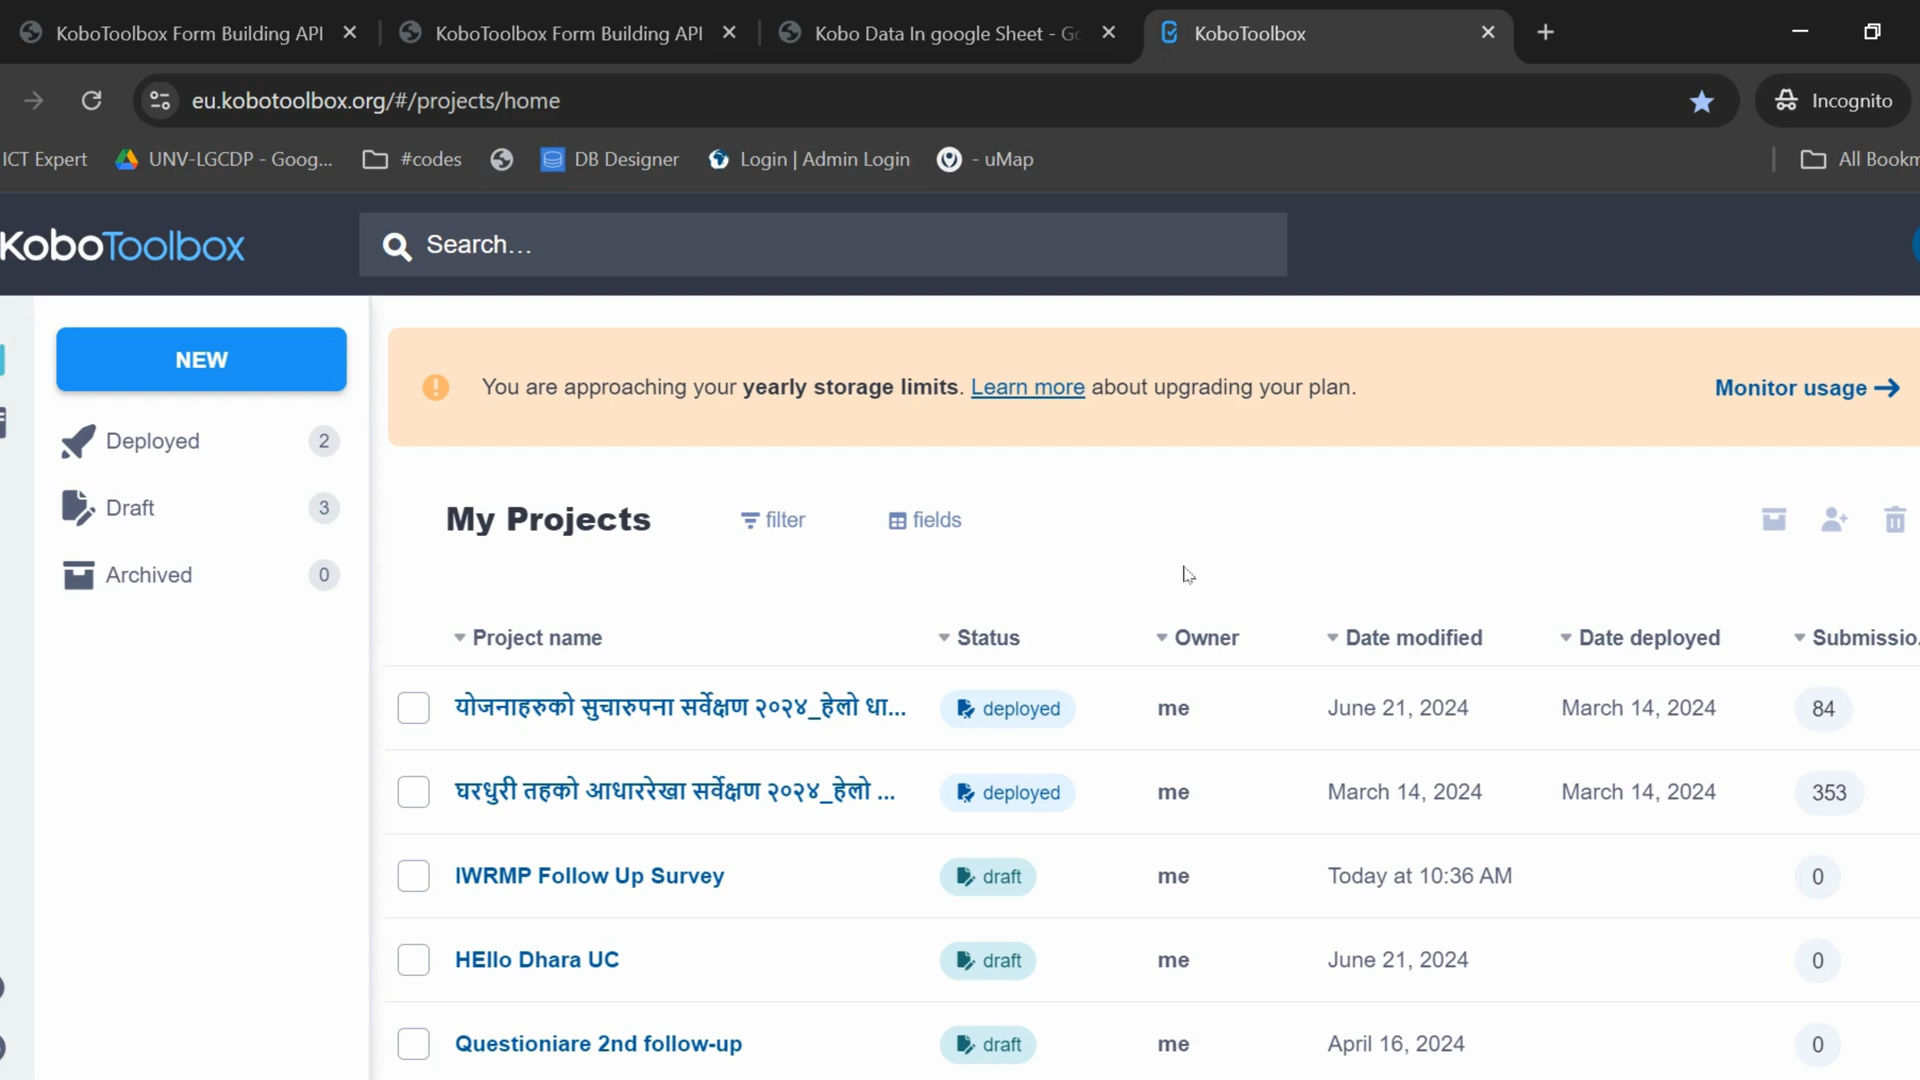 KoboToolbox Form Building API
KoboToolbox Form Building API
Kobo Data In google Sheet - Go
KoboToolbox
eu.kobotoolbox.org/#/projects/home
Incognito
ICT Expert
UNV-LGCDP - Goog...
#codes
DB Designer
Login | Admin Login
- uMap
All Bookm
KoboToolbox
Search...
NEW
Deployed 2
Draft 3
Archived 0
You are approaching your yearly storage limits. Learn more about upgrading your plan.
Monitor usage
My Projects
filter
fields
Project name Status Owner Date modified Date deployed Submissio.
योजनाहरुको सुचारुपना सर्वेक्षण २०२४_हेलो धा... deployed me June 21, 2024 March 14, 2024 84
घरधुरी तहको आधाररेखा सर्वेक्षण २०२४_हेलो ... deployed me March 14, 2024 March 14, 2024 353
IWRMP Follow Up Survey draft me Today at 10:36 AM 0
HEllo Dhara UC draft me June 21, 2024 0
Questioniare 2nd follow-up draft me April 16, 2024 0